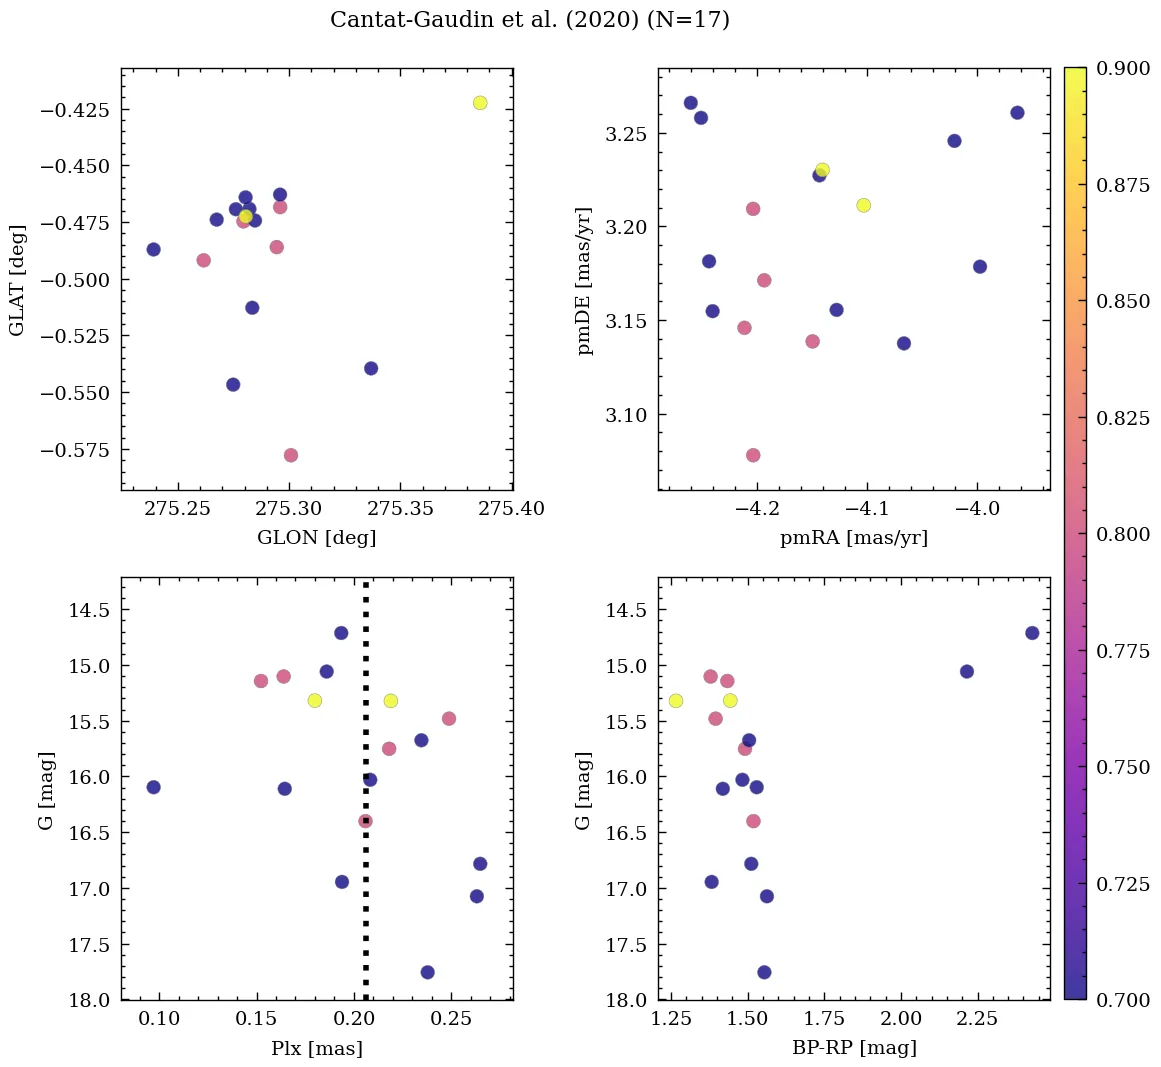 Cantat-Gaudin et al. (2020) (N=17)
−0.425
−0.450
−0.475
−0.500
−0.525
−0.550
−0.575
GLAT [deg]
275.25 275.30 275.35 275.40
GLON [deg]
3.25
3.20
3.15
3.10
pmDE [mas/yr]
−4.2 −4.1 −4.0
pmRA [mas/yr]
14.5
15.0
15.5
16.0
16.5
17.0
17.5
18.0
G [mag]
0.10 0.15 0.20 0.25
Plx [mas]
14.5
15.0
15.5
16.0
16.5
17.0
17.5
18.0
G [mag]
1.25 1.50 1.75 2.00 2.25
BP-RP [mag]
0.900
0.875
0.850
0.825
0.800
0.775
0.750
0.725
0.700